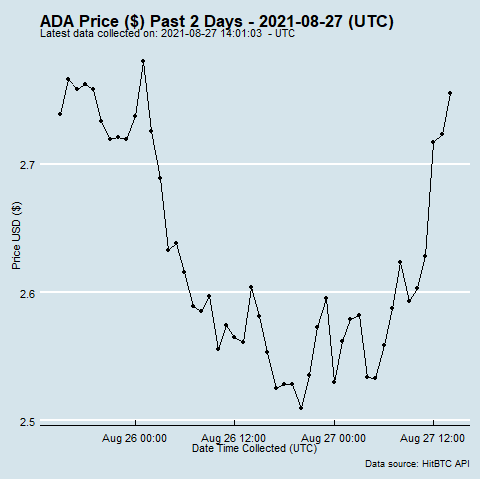 ADA Price ($) Past 2 Days - 2021-08-27 (UTC)
Latest data collected on: 2021-08-27 14:01:03  - UTC
2.7
2.6
2.5
Price USD ($)
Aug 26 00:00
Aug 26 12:00
Aug 27 00:00
Aug 27 12:00
Date Time Collected (UTC)
Data source: HitBTC API